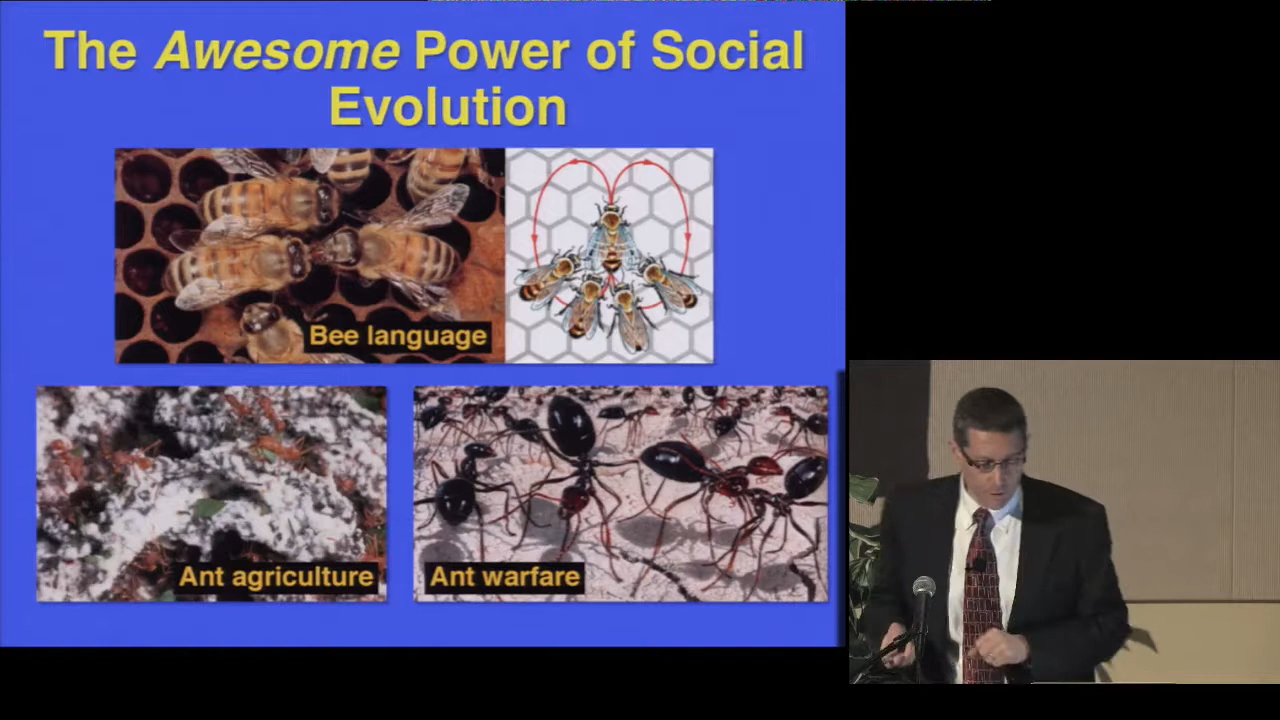 The Awesome Power of Social
Evolution
Bee language
Ant agriculture
Ant warfare